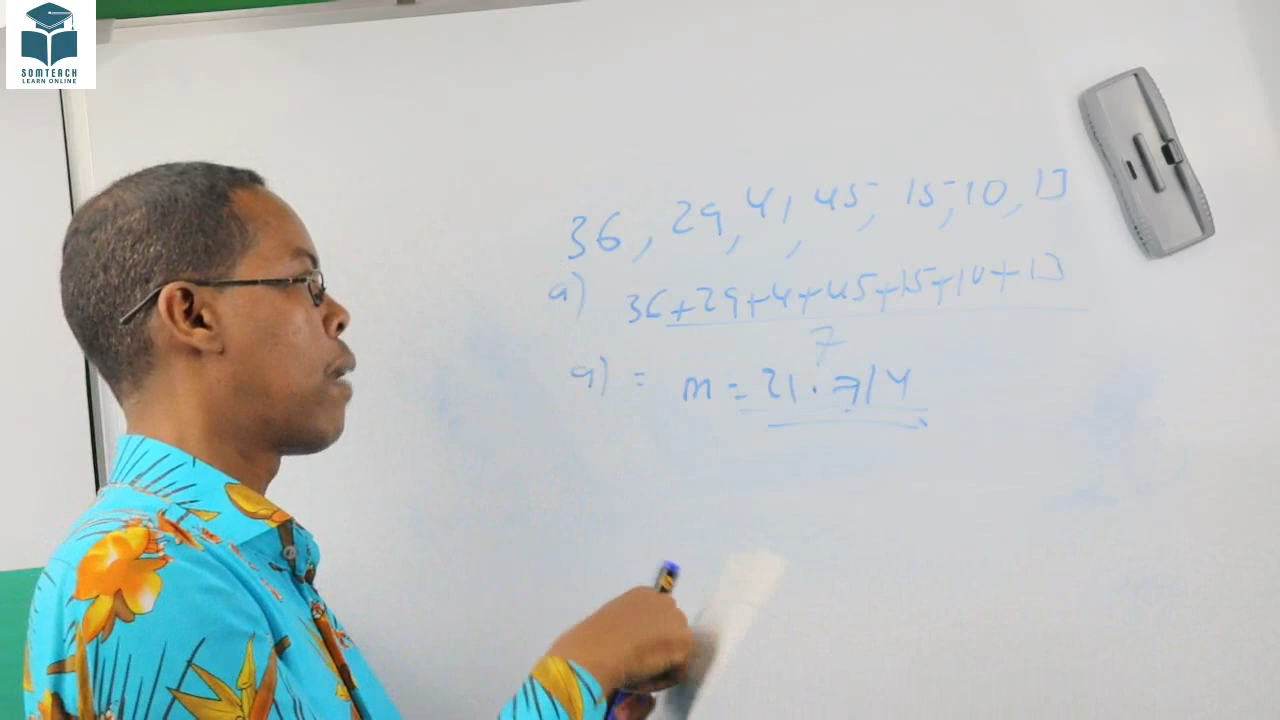 SOMTEACH
LEARN ONLINE
36, 29, 4, 45, 15, 10, 13
a) 36+29+4+45+15+10+13
7
a) = m = 21.714